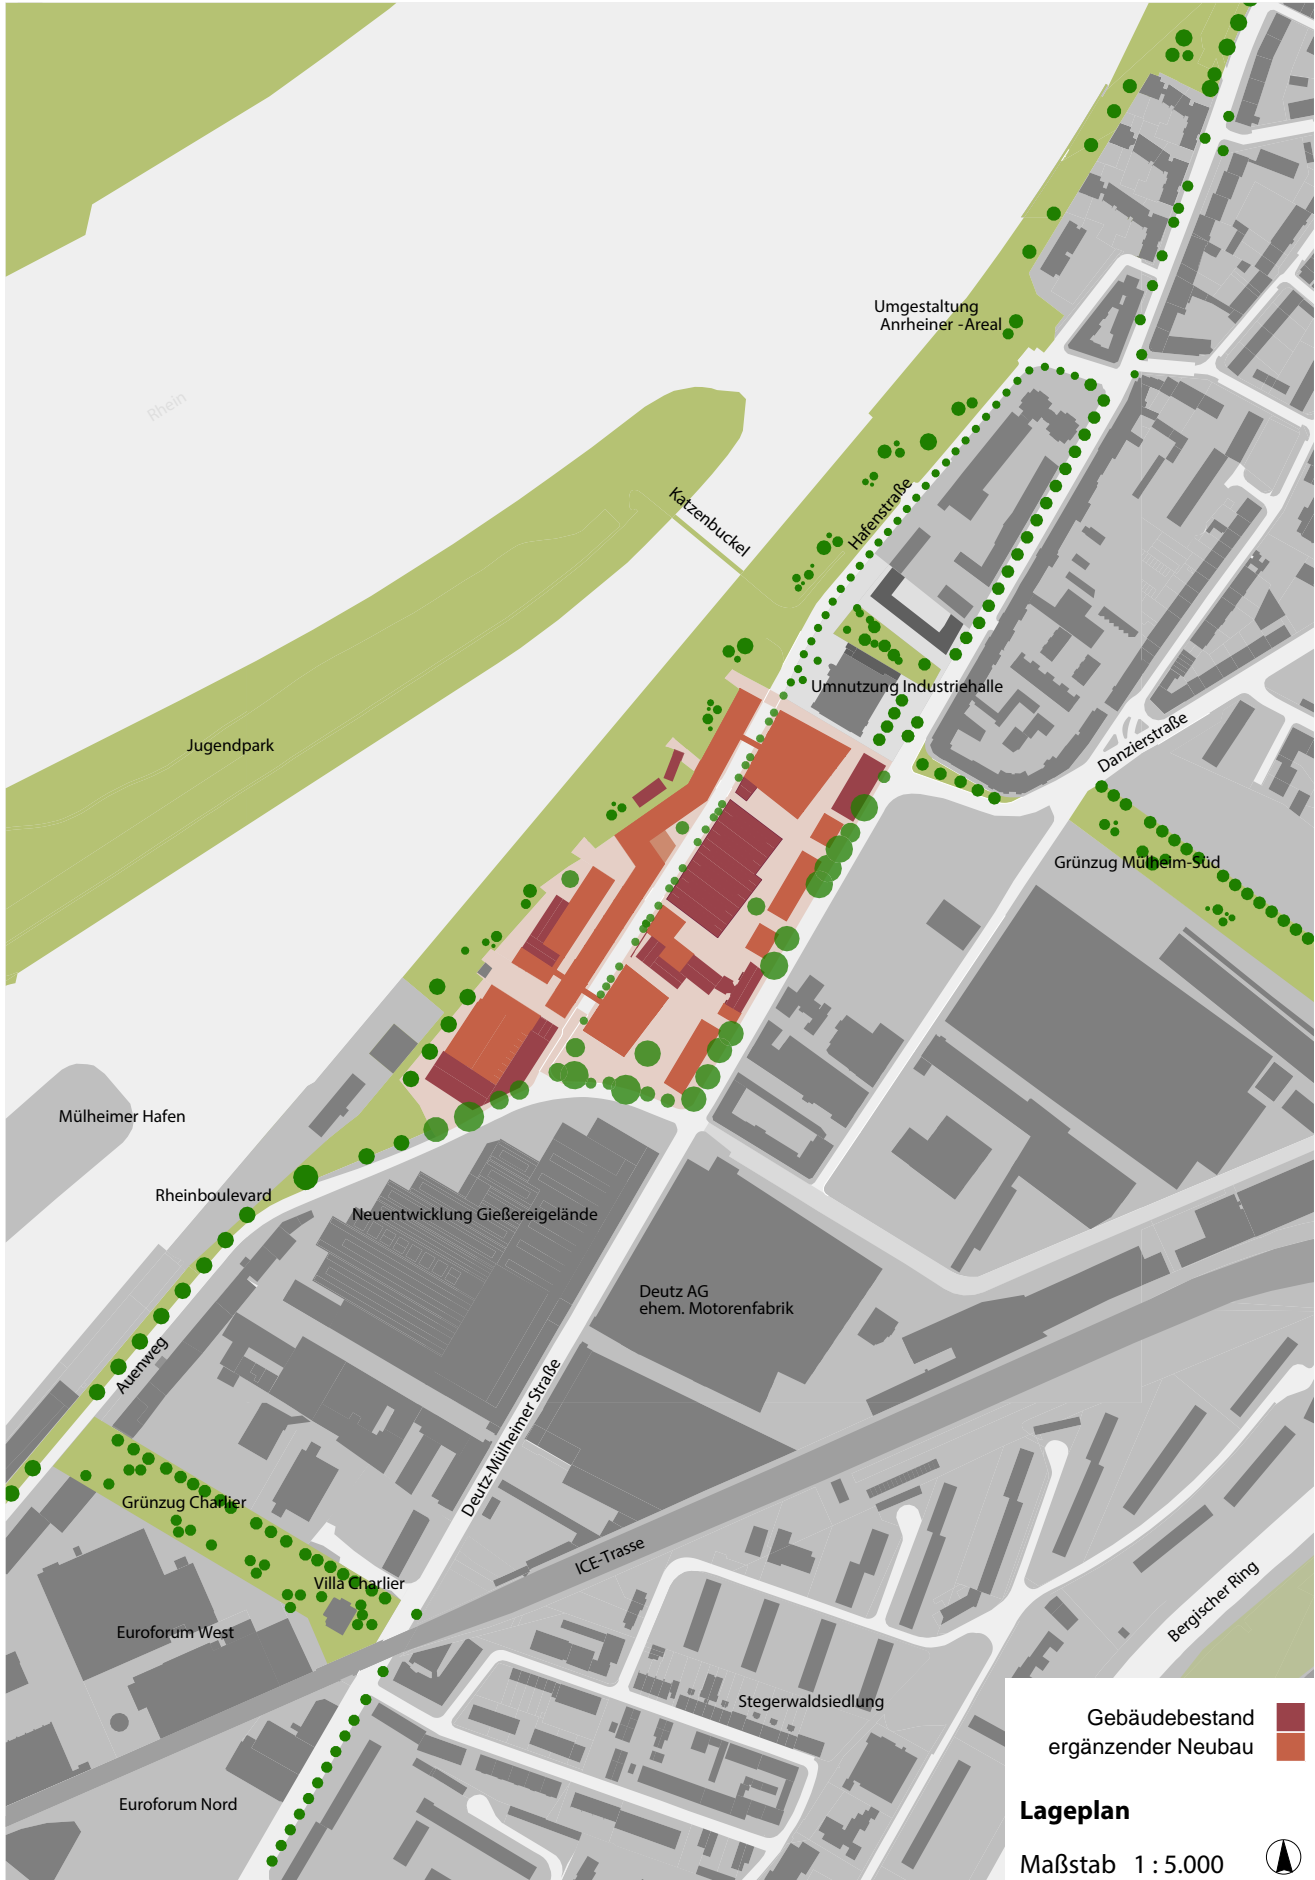 Umgestaltung
Anrheiner -Areal
Rhein
Katzenbuckel
Hafenstraße
Umnutzung Industriehalle
Danzierstraße
Jugendpark
Grünzug Mülheim-Süd
Mülheimer Hafen
Rheinboulevard
Neuentwicklung Gießereigelände
Deutz AG
ehem. Motorenfabrik
Auenweg
Deutz-Mülheimer Straße
Grünzug Charlier
ICE-Trasse
Villa Charlier
Bergischer Ring
Euroforum West
Stegerwaldsiedlung
Euroforum Nord
Gebäudebestand
ergänzender Neubau
Lageplan
Maßstab 1 : 5.000